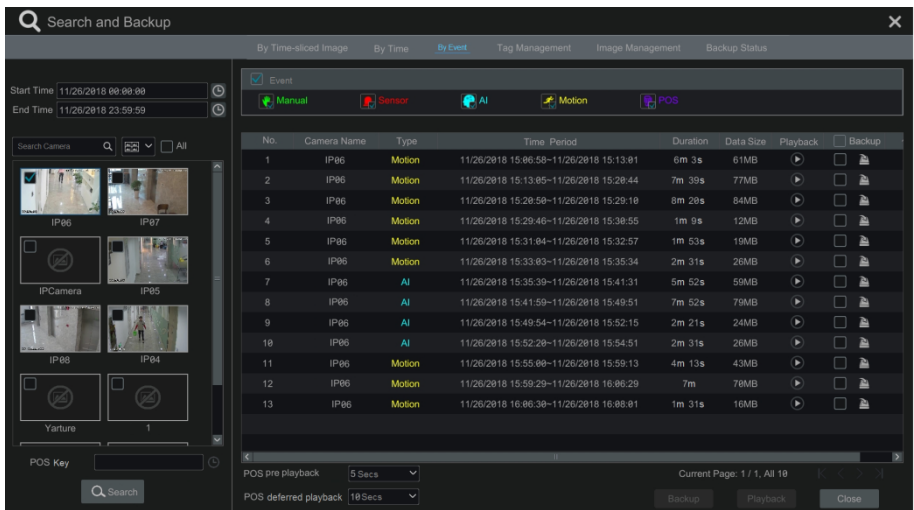 Search and Backup
By Time-sliced Image By Time By Event Tag Management Image Management Backup Status
Start Time 11/26/2018 00:00:00
End Time 11/26/2018 23:59:59
Search Camera All
IP06 IP07
IPCamera IP05
IP08 IP04
Yarture 1
POS Key
Search
Event
Manual Sensor AI Motion POS
No. Camera Name Type Time Period Duration Data Size Playback Backup
1 IP06 Motion 11/26/2018 15:06:58~11/26/2018 15:13:01 6m 3s 61MB
2 IP06 Motion 11/26/2018 15:13:05~11/26/2018 15:20:44 7m 39s 77MB
3 IP06 Motion 11/26/2018 15:20:50~11/26/2018 15:29:10 8m 20s 84MB
4 IP06 Motion 11/26/2018 15:29:46~11/26/2018 15:30:55 1m 9s 12MB
5 IP06 Motion 11/26/2018 15:31:04~11/26/2018 15:32:57 1m 53s 19MB
6 IP06 Motion 11/26/2018 15:33:03~11/26/2018 15:35:34 2m 31s 26MB
7 IP06 AI 11/26/2018 15:35:39~11/26/2018 15:41:31 5m 52s 59MB
8 IP06 AI 11/26/2018 15:41:59~11/26/2018 15:49:51 7m 52s 79MB
9 IP06 AI 11/26/2018 15:49:54~11/26/2018 15:52:15 2m 21s 24MB
10 IP06 AI 11/26/2018 15:52:20~11/26/2018 15:54:51 2m 31s 26MB
11 IP06 Motion 11/26/2018 15:55:00~11/26/2018 15:59:13 4m 13s 43MB
12 IP06 Motion 11/26/2018 15:59:29~11/26/2018 16:06:29 7m 70MB
13 IP06 Motion 11/26/2018 16:06:30~11/26/2018 16:08:01 1m 31s 16MB
POS pre playback 5 Secs Current Page: 1 / 1, All 10
POS deferred playback 10 Secs Backup Playback Close